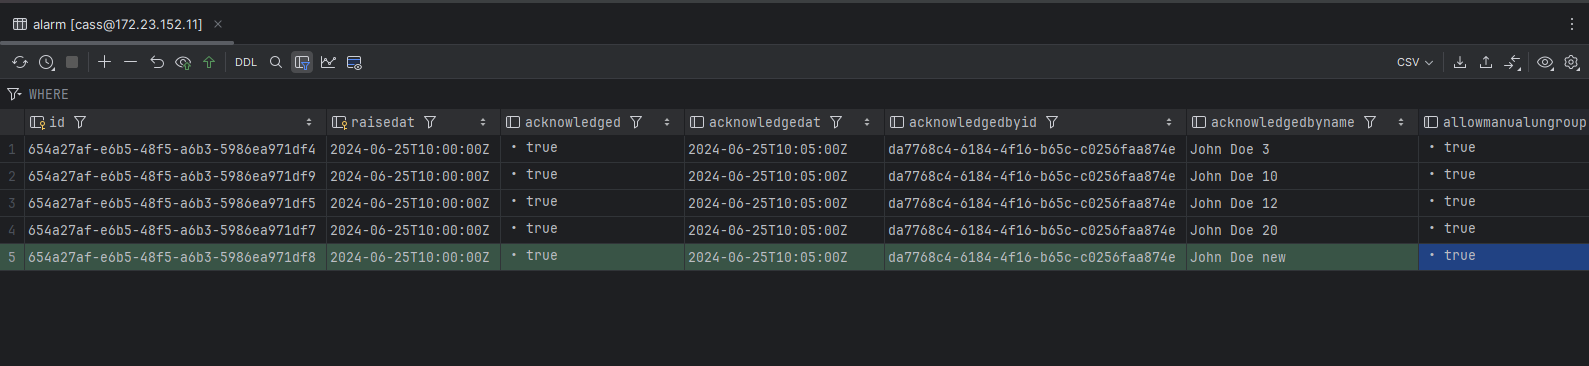 alarm [cass@172.23.152.11]
DDL CSV
WHERE
id raisedat acknowledged acknowledgedat acknowledgedbyid acknowledgedbyname allowmanualungroup
1 654a27af-e6b5-48f5-a6b3-5986ea971df4 2024-06-25T10:00:00Z true 2024-06-25T10:05:00Z da7768c4-6184-4f16-b65c-c0256faa874e John Doe 3 true
2 654a27af-e6b5-48f5-a6b3-5986ea971df9 2024-06-25T10:00:00Z true 2024-06-25T10:05:00Z da7768c4-6184-4f16-b65c-c0256faa874e John Doe 10 true
3 654a27af-e6b5-48f5-a6b3-5986ea971df5 2024-06-25T10:00:00Z true 2024-06-25T10:05:00Z da7768c4-6184-4f16-b65c-c0256faa874e John Doe 12 true
4 654a27af-e6b5-48f5-a6b3-5986ea971df7 2024-06-25T10:00:00Z true 2024-06-25T10:05:00Z da7768c4-6184-4f16-b65c-c0256faa874e John Doe 20 true
5 654a27af-e6b5-48f5-a6b3-5986ea971df8 2024-06-25T10:00:00Z true 2024-06-25T10:05:00Z da7768c4-6184-4f16-b65c-c0256faa874e John Doe new true